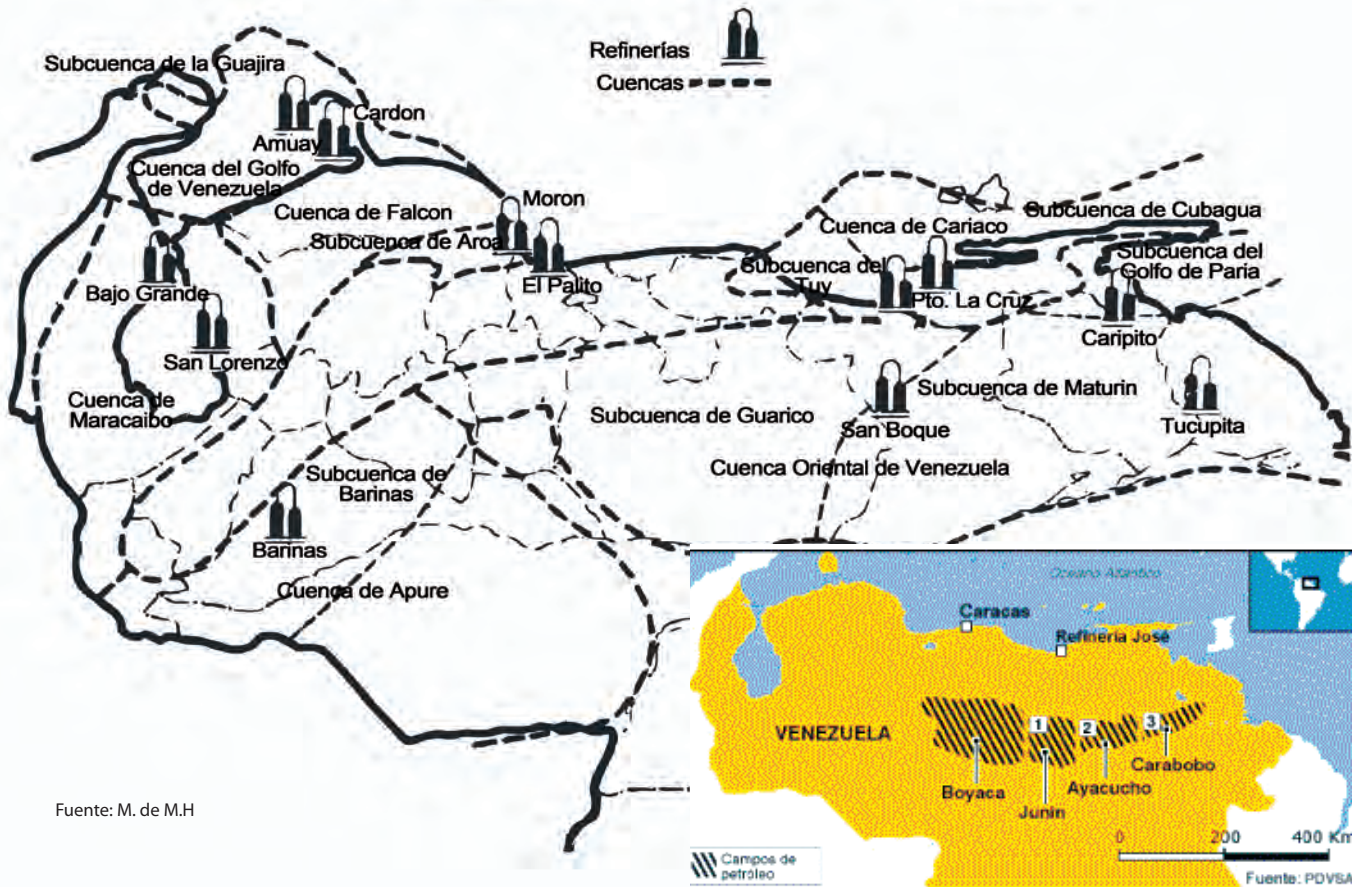 Refinerías
Cuencas
Subcuenca de la Guajira
Cardon
Amuay
Cuenca del Golfo
de Venezuela
Cuenca de Falcon
Moron
Subcuenca de Aroa
El Palito
Bajo Grande
San Lorenzo
Cuenca de
Maracaibo
Cuenca de Cariaco
Subcuenca de Cubagua
Subcuenca del
Golfo de Paria
Subcuenca del
Tuy
Pto. La Cruz
Caripito
Subcuenca de Guarico
Subcuenca de Maturin
San Boque
Tucupita
Cuenca Oriental de Venezuela
Subcuenca de
Barinas
Barinas
Cuenca de Apure
Fuente: M. de M.H
Oceano Atlantico
Caracas
Refinería José
VENEZUELA
1
2
3
Boyaca
Junin
Ayacucho
Carabobo
0 200 400 Km
Campos de
petróleo
Fuente: PDVSA